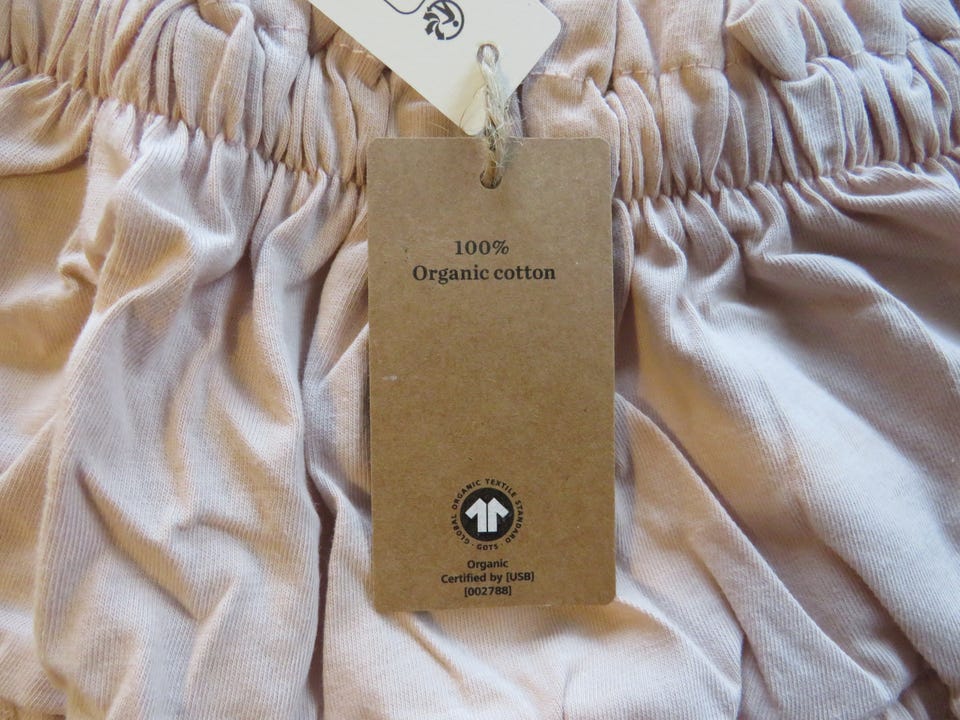 100%
Organic cotton
GLOBAL ORGANIC TEXTILE STANDARD · GOTS ·
Organic
Certified by [USB]
[002788]